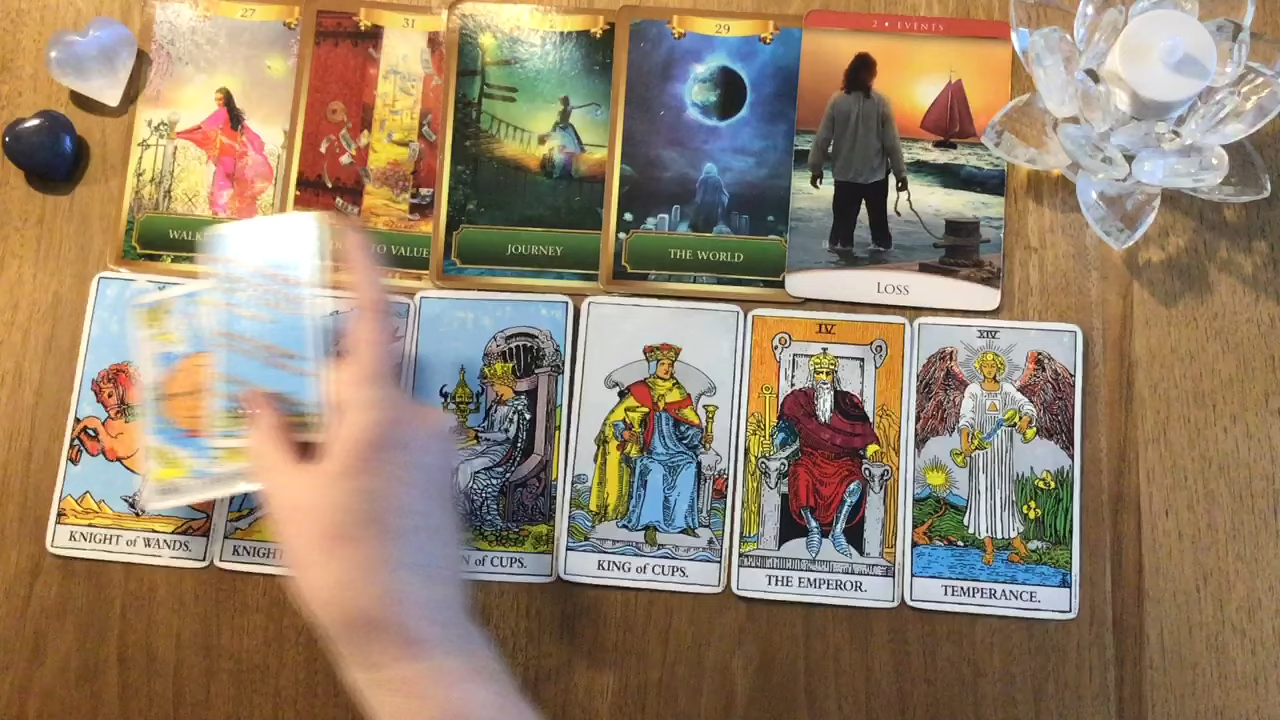 27
31
29
2 • EVENTS
WALK
TO VALUE
JOURNEY
THE WORLD
LOSS
IV
XIV
KNIGHT of WANDS.
KNIGHT
N of CUPS.
KING of CUPS.
THE EMPEROR.
TEMPERANCE.